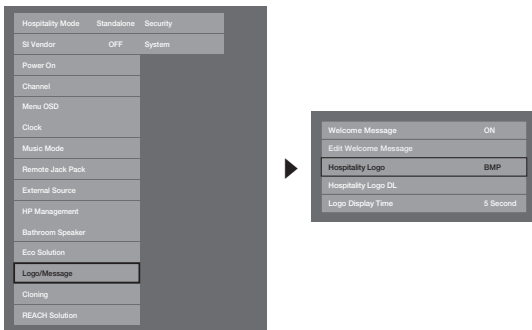 Hospitality Mode Standalone Security
SI Vendor OFF System
Power On
Channel
Menu OSD
Clock
Music Mode
Remote Jack Pack
External Source
HP Management
Bathroom Speaker
Eco Solution
Logo/Message
Cloning
REACH Solution
Welcome Message ON
Edit Welcome Message
Hospitality Logo BMP
Hospitality Logo DL
Logo Display Time 5 Second